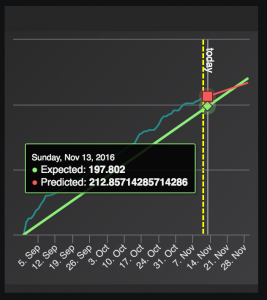 today
Sunday, Nov 13, 2016
Expected: 197.802
Predicted: 212.85714285714286
5. Sep
12. Sep
19. Sep
26. Sep
3. Oct
10. Oct
17. Oct
24. Oct
31. Oct
7. Nov
14. Nov
21. Nov
28. Nov